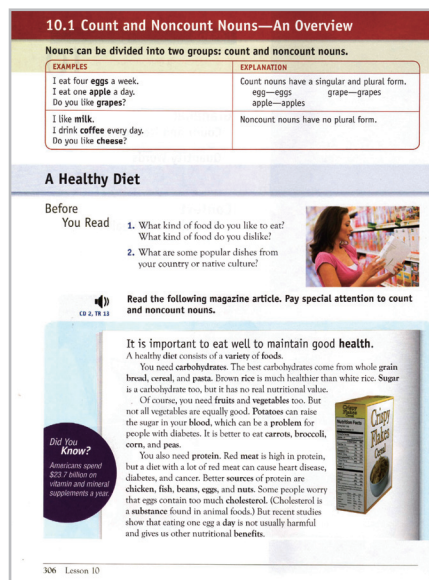 10.1 Count and Noncount Nouns—An Overview
Nouns can be divided into two groups: count and noncount nouns.
EXAMPLES
EXPLANATION
I eat four eggs a week.
I eat one apple a day.
Do you like grapes?
Count nouns have a singular and plural form.
egg—eggs grape—grapes
apple—apples
I like milk.
I drink coffee every day.
Do you like cheese?
Noncount nouns have no plural form.
A Healthy Diet
Before
You Read
1. What kind of food do you like to eat?
What kind of food do you dislike?
2. What are some popular dishes from
your country or native culture?
CD 2, TR 13
Read the following magazine article. Pay special attention to count
and noncount nouns.
It is important to eat well to maintain good health.
A healthy diet consists of a variety of foods.
You need carbohydrates. The best carbohydrates come from whole grain
bread, cereal, and pasta. Brown rice is much healthier than white rice. Sugar
is a carbohydrate too, but it has no real nutritional value.
Of course, you need fruits and vegetables too. But
not all vegetables are equally good. Potatoes can raise
the sugar in your blood, which can be a problem for
people with diabetes. It is better to eat carrots, broccoli,
corn, and peas.
You also need protein. Red meat is high in protein,
but a diet with a lot of red meat can cause heart disease,
diabetes, and cancer. Better sources of protein are
chicken, fish, beans, eggs, and nuts. Some people worry
that eggs contain too much cholesterol. (Cholesterol is
a substance found in animal foods.) But recent studies
show that eating one egg a day is not usually harmful
and gives us other nutritional benefits.
Did You
Know?
Americans spend
$23.7 billion on
vitamin and mineral
supplements a year.
Crispy
Flakes
Cereal
Nutrition Facts
306 Lesson 10